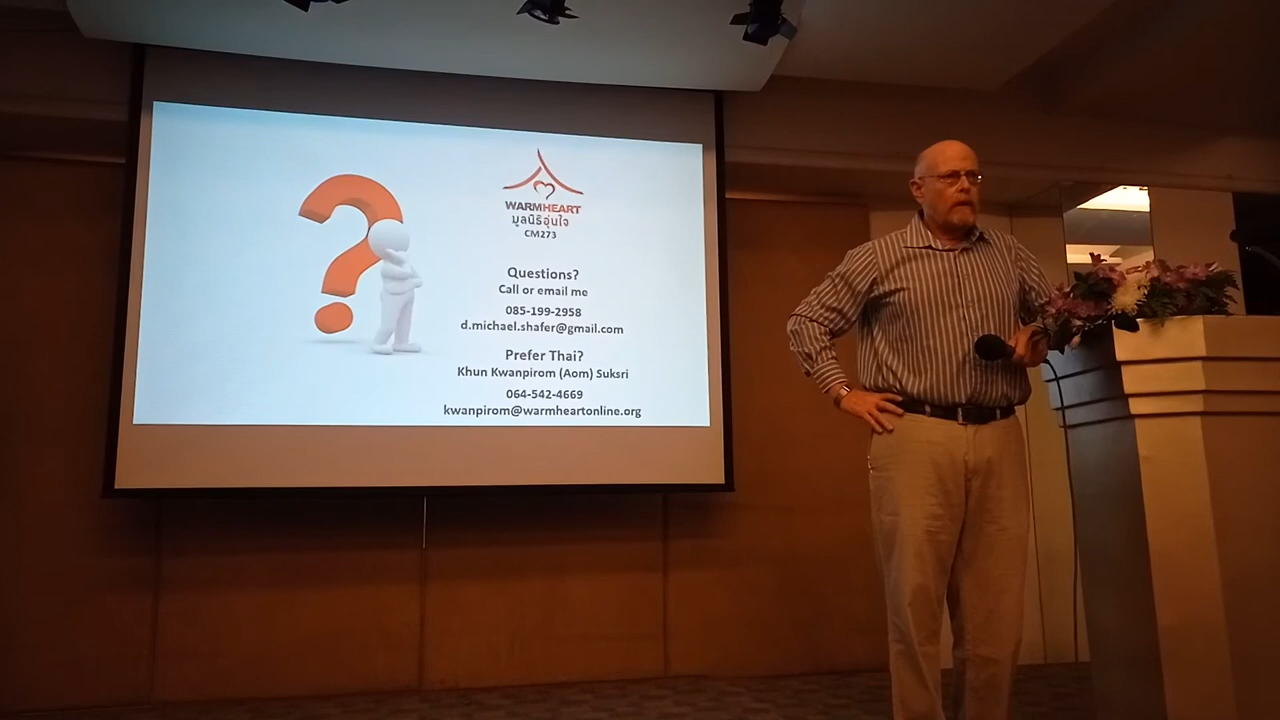 WARMHEART
มูลนิธิอุ่นใจ
CM273
Questions?
Call or email me
085-199-2958
d.michael.shafer@gmail.com
Prefer Thai?
Khun Kwanpirom (Aom) Suksri
064-542-4669
kwanpirom@warmheartonline.org